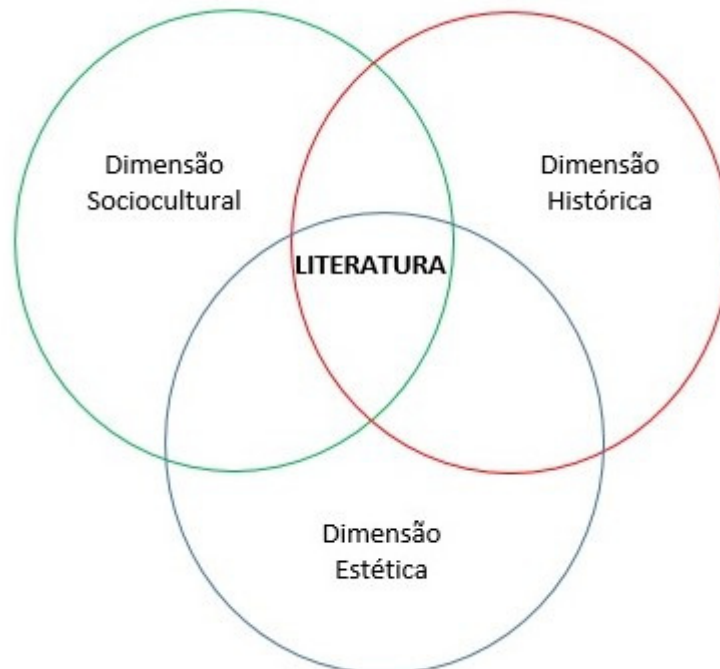 Dimensão
Sociocultural
Dimensão
Histórica
LITERATURA
Dimensão
Estética